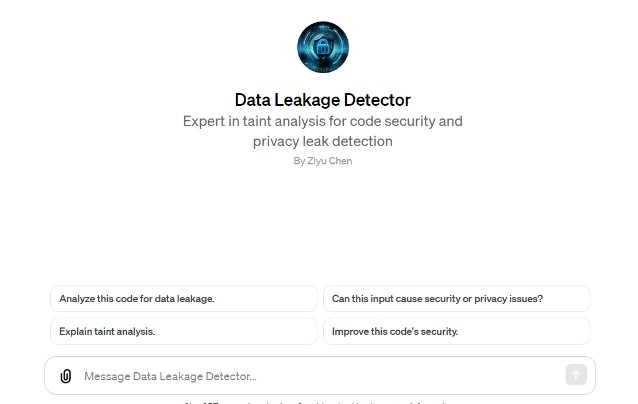 Data Leakage Detector
Expert in taint analysis for code security and
privacy leak detection
By Ziyu Chen
Analyze this code for data leakage.
Can this input cause security or privacy issues?
Explain taint analysis.
Improve this code's security.
Message Data Leakage Detector...